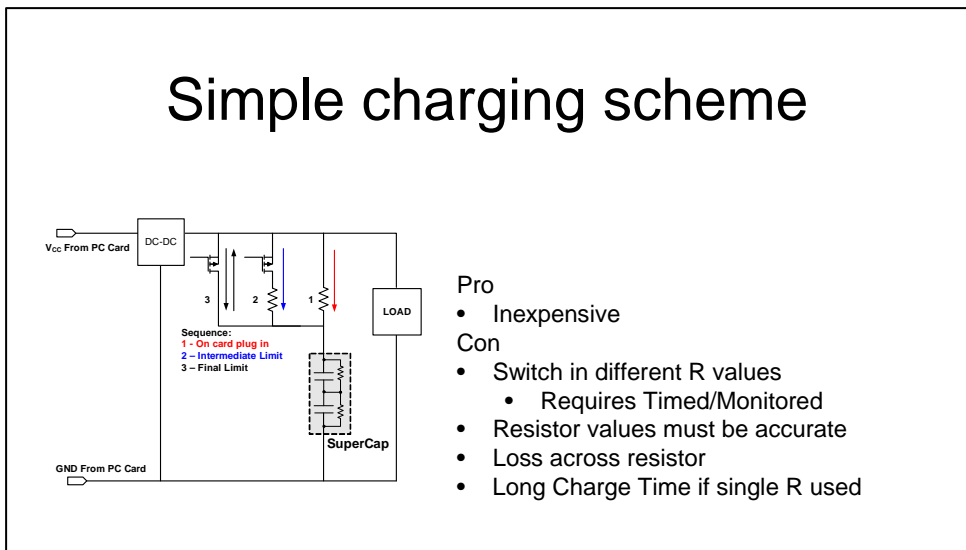 Simple charging scheme
VCC From PC Card
DC-DC
3
2
1
LOAD
Sequence:
1 - On card plug in
2 – Intermediate Limit
3 – Final Limit
SuperCap
GND From PC Card
Pro
• Inexpensive
Con
• Switch in different R values
• Requires Timed/Monitored
• Resistor values must be accurate
• Loss across resistor
• Long Charge Time if single R used